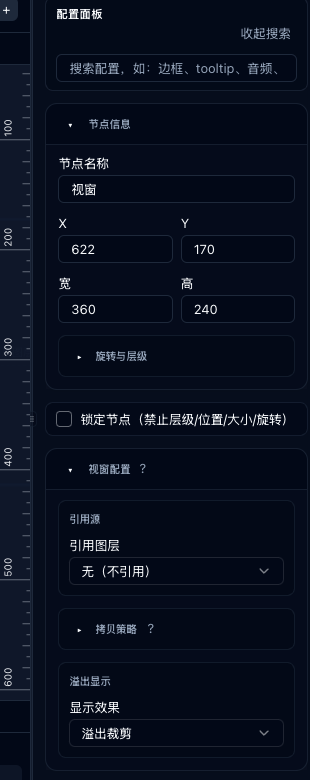 +
配置面板
收起搜索
搜索配置，如：边框、tooltip、音频、
节点信息
100
节点名称
视窗
X
Y
200
622
170
宽
高
360
240
300
旋转与层级
锁定节点（禁止层级/位置/大小/旋转）
400
视窗配置 ?
引用源
引用图层
500
无（不引用）
拷贝策略 ?
600
溢出显示
显示效果
溢出裁剪